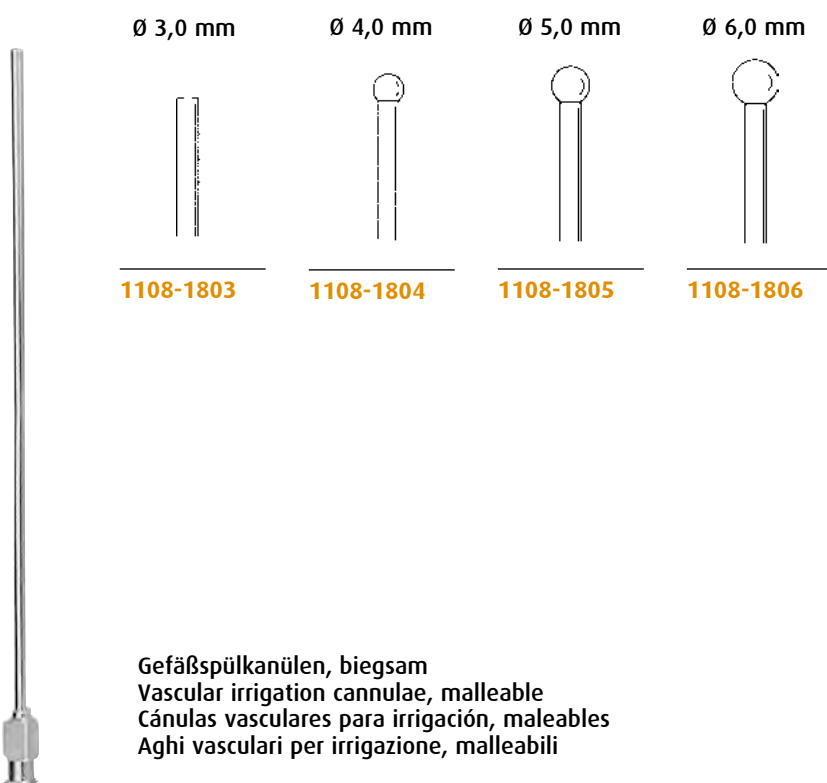 Ø 3,0 mm Ø 4,0 mm Ø 5,0 mm Ø 6,0 mm
1108-1803 1108-1804 1108-1805 1108-1806
Gefäßspülkanülen, biegsam
Vascular irrigation cannulae, malleable
Cánulas vasculares para irrigación, maleables
Aghi vasculari per irrigazione, malleabili